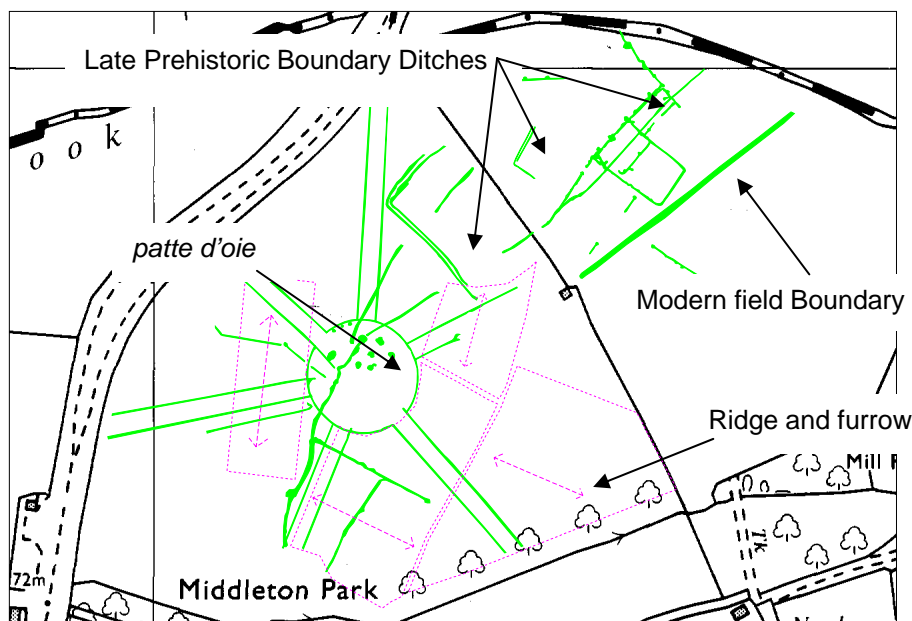 Late Prehistoric Boundary Ditches
o o k
patte d'oie
Modern field Boundary
Ridge and furrow
Mill
Tk
72m
Middleton Park